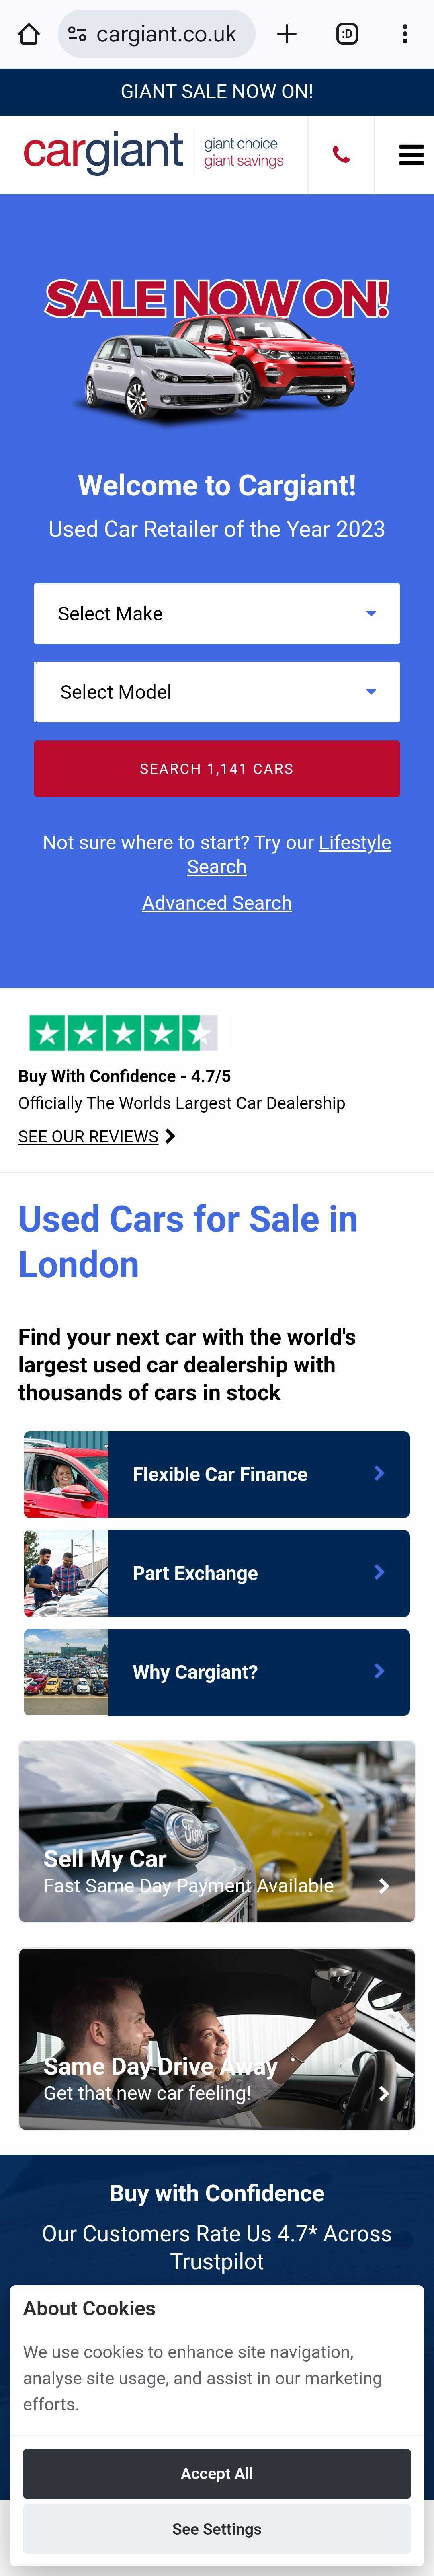 cargiant.co.uk
:D
GIANT SALE NOW ON!
cargiant
giant choice
giant savings
SALE NOW ON!
Welcome to Cargiant!
Used Car Retailer of the Year 2023
Select Make
Select Model
SEARCH 1,141 CARS
Not sure where to start? Try our Lifestyle
Search
Advanced Search
Buy With Confidence - 4.7/5
Officially The Worlds Largest Car Dealership
SEE OUR REVIEWS
Used Cars for Sale in
London
Find your next car with the world's
largest used car dealership with
thousands of cars in stock
Flexible Car Finance
Part Exchange
Why Cargiant?
Ford
Sell My Car
Fast Same Day Payment Available
Same Day Drive Away
Get that new car feeling!
Buy with Confidence
Our Customers Rate Us 4.7* Across
Trustpilot
About Cookies
We use cookies to enhance site navigation,
analyse site usage, and assist in our marketing
efforts.
Accept All
See Settings